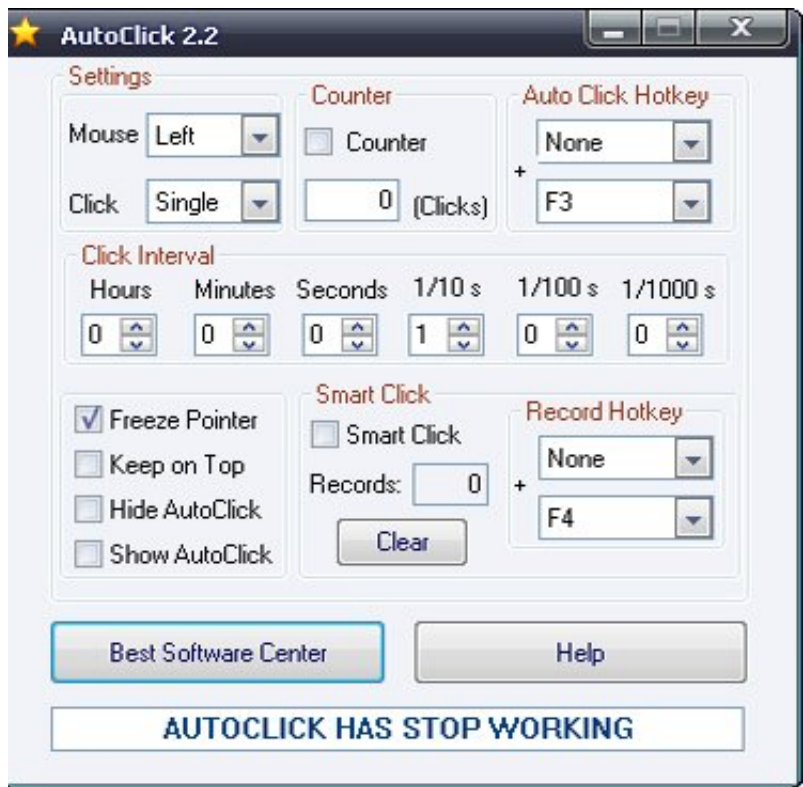 AutoClick 2.2
Settings
Mouse Left
Click Single
Counter
Counter
0 (Clicks)
Auto Click Hotkey
None
+
F3
Click Interval
Hours Minutes Seconds 1/10 s 1/100 s 1/1000 s
0 0 0 1 0 0
Freeze Pointer
Keep on Top
Hide AutoClick
Show AutoClick
Smart Click
Smart Click
Records: 0
Clear
Record Hotkey
None
+
F4
Best Software Center Help
AUTOCLICK HAS STOP WORKING